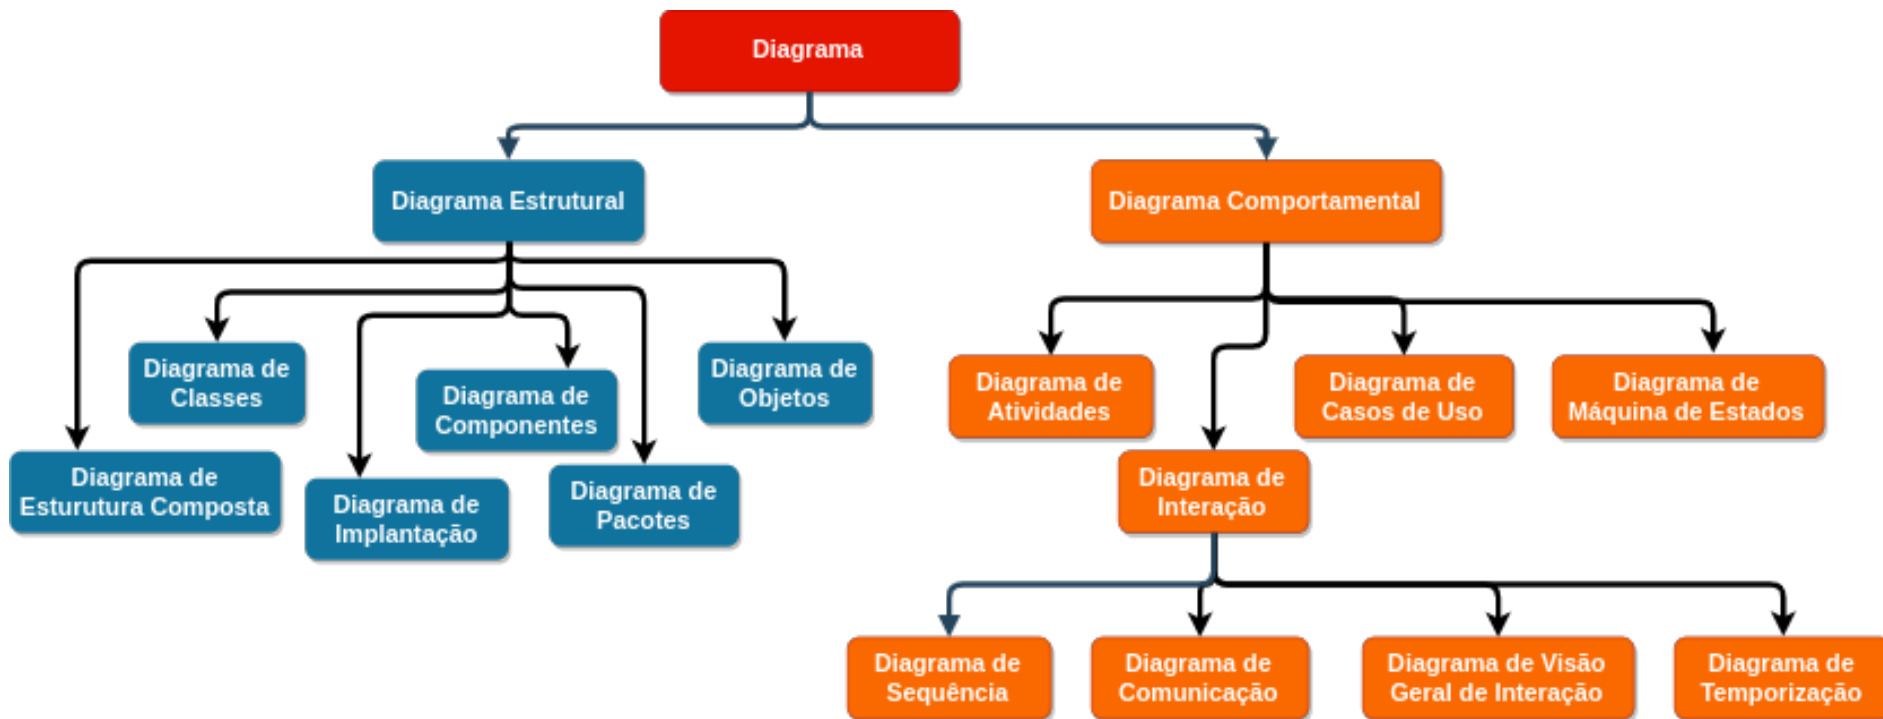 Diagrama
Diagrama Estrutural
Diagrama Comportamental
Diagrama de
Classes
Diagrama de
Componentes
Diagrama de
Objetos
Diagrama de
Esturutura Composta
Diagrama de
Implantação
Diagrama de
Pacotes
Diagrama de
Atividades
Diagrama de
Casos de Uso
Diagrama de
Máquina de Estados
Diagrama de
Interação
Diagrama de
Sequência
Diagrama de
Comunicação
Diagrama de Visão
Geral de Interação
Diagrama de
Temporização